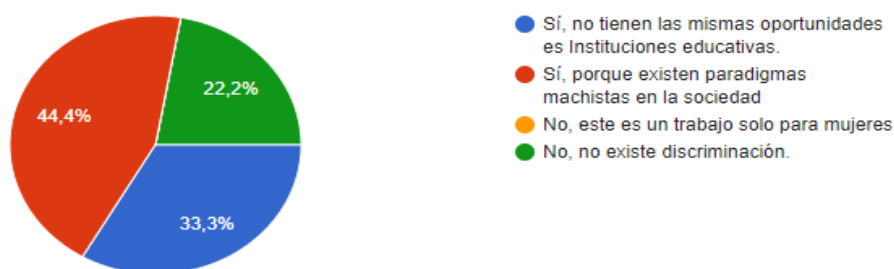 44,4%
22,2%
33,3%
Sí, no tienen las mismas oportunidades
es Instituciones educativas.
Sí, porque existen paradigmas
machistas en la sociedad
No, este es un trabajo solo para mujeres
No, no existe discriminación.